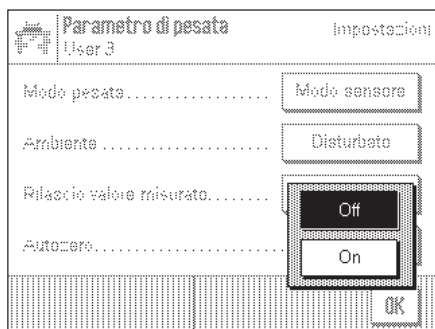 Parametro di pesata
Impostazioni
User 3
Modo pesata................. Modo sensore
Ambiente .................... Disturbato
Rilascio valore misurato........
Autozero.......................
Off
On
OK